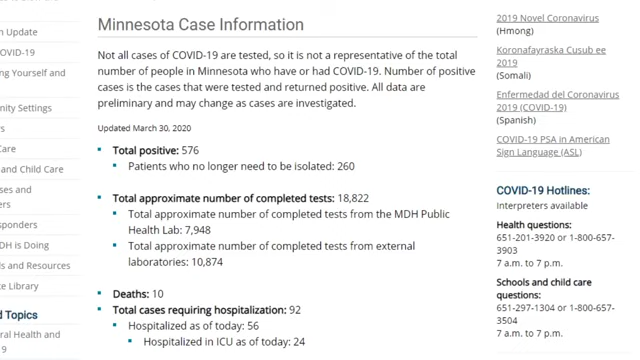 n Update
OVID-19
ng Yourself and
nity Settings
s
Care
and Child Care
ses and
ers
sponders
DH is Doing
ls and Resources
te Library
d Topics
ral Health and
9
Minnesota Case Information
Not all cases of COVID-19 are tested, so it is not a representative of the total
number of people in Minnesota who have or had COVID-19. Number of positive
cases is the cases that were tested and returned positive. All data are
preliminary and may change as cases are investigated.
Updated March 30, 2020
Total positive: 576
Patients who no longer need to be isolated: 260
Total approximate number of completed tests: 18,822
Total approximate number of completed tests from the MDH Public
Health Lab: 7,948
Total approximate number of completed tests from external
laboratories: 10,874
Deaths: 10
Total cases requiring hospitalization: 92
Hospitalized as of today: 56
Hospitalized in ICU as of today: 24
2019 Novel Coronavirus
(Hmong)
Koronafayraska Cusub ee
2019
(Somali)
Enfermedad del Coronavirus
2019 (COVID-19)
(Spanish)
COVID-19 PSA in American
Sign Language (ASL)
COVID-19 Hotlines:
Interpreters available
Health questions:
651-201-3920 or 1-800-657-
3903
7 a.m. to 7 p.m.
Schools and child care
questions:
651-297-1304 or 1-800-657-
3504
7 a.m. to 7 p.m.